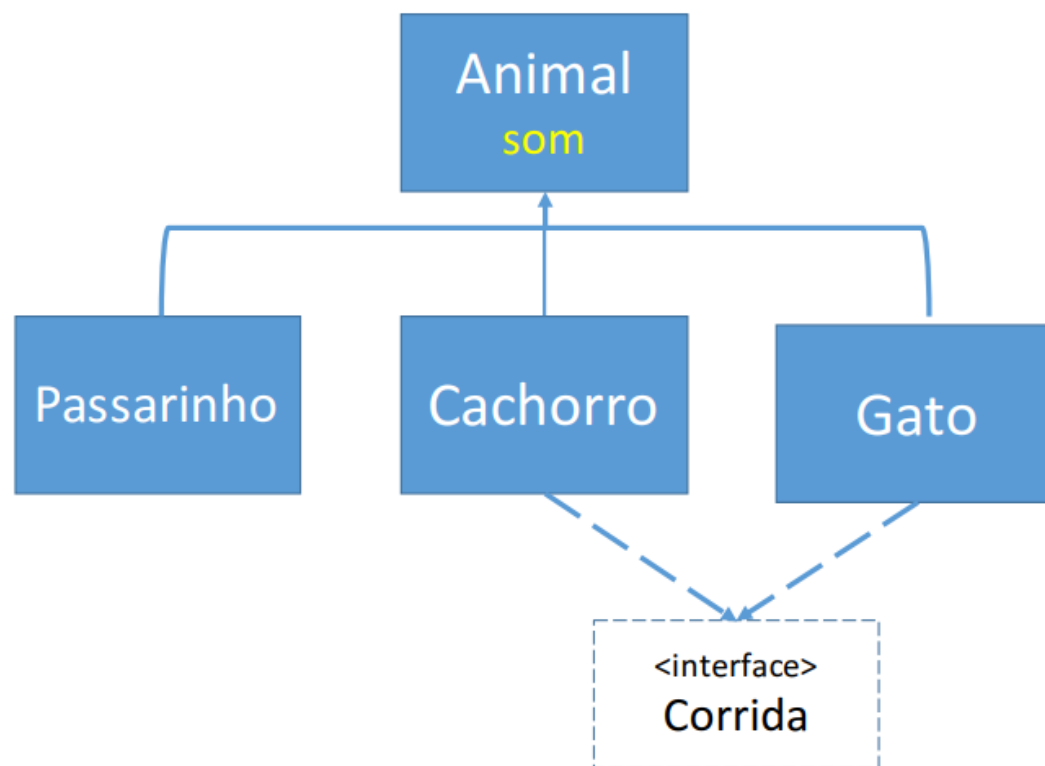 Animal
som
Passarinho
Cachorro
Gato
<interface>
Corrida